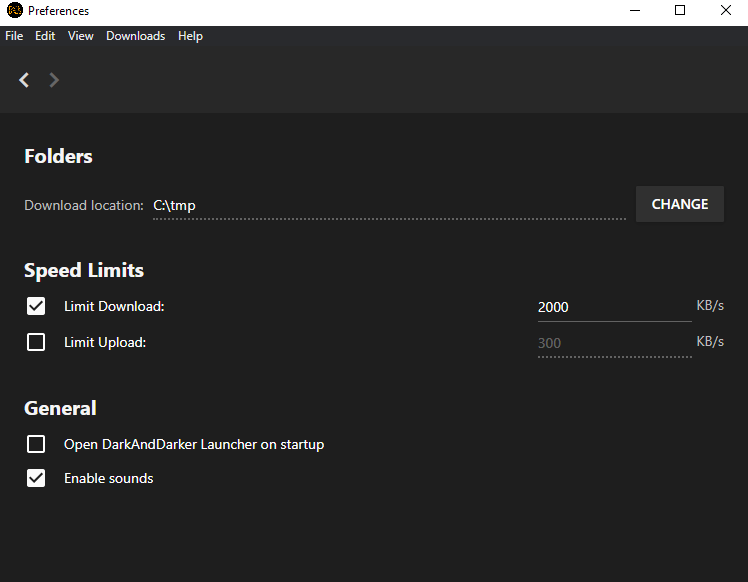 Preferences
File Edit View Downloads Help
Folders
Download location: C:\tmp CHANGE
Speed Limits
Limit Download: 2000 KB/s
Limit Upload: 300 KB/s
General
Open DarkAndDarker Launcher on startup
Enable sounds